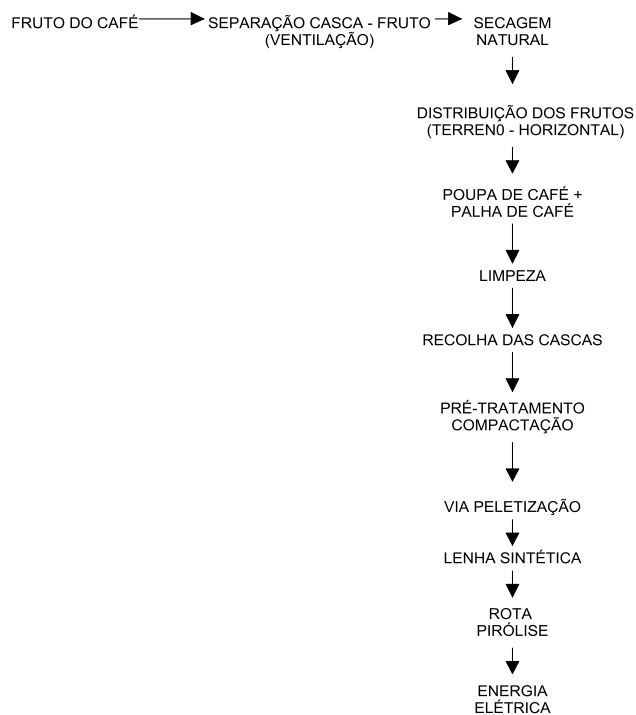 FRUTO DO CAFÉ
SEPARAÇÃO CASCA - FRUTO
(VENTILAÇÃO)
SECAGEM
NATURAL
DISTRIBUIÇÃO DOS FRUTOS
(TERREN0 - HORIZONTAL)
POUPA DE CAFÉ +
PALHA DE CAFÉ
LIMPEZA
RECOLHA DAS CASCAS
PRÉ-TRATAMENTO
COMPACTAÇÃO
VIA PELETIZAÇÃO
LENHA SINTÉTICA
ROTA
PIRÓLISE
ENERGIA
ELÉTRICA